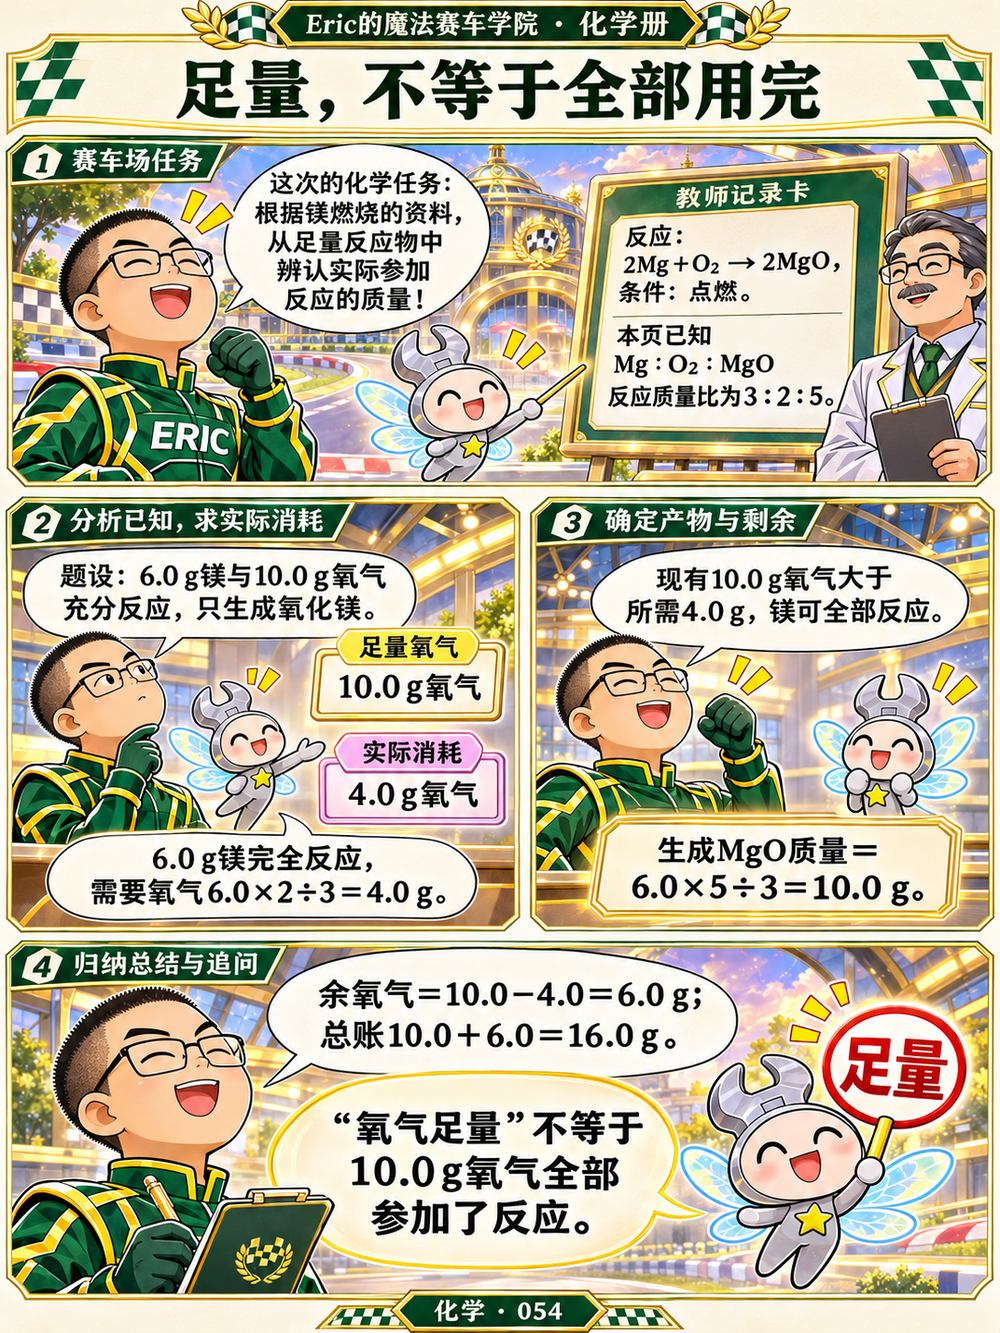 Eric的魔法赛车学院 · 化学册
足量，不等于全部用完
1 赛车场任务
这次的化学任务：
根据镁燃烧的资料，
从足量反应物中
辨认实际参加
反应的质量！
教师记录卡
反应：
2Mg＋O₂ → 2MgO，
条件：点燃。
本页已知
Mg：O₂：MgO
反应质量比为3：2：5。
ERIC
2 分析已知，求实际消耗
题设：6.0 g镁与10.0 g氧气
充分反应，只生成氧化镁。
足量氧气
10.0 g氧气
实际消耗
4.0 g氧气
6.0 g镁完全反应，
需要氧气6.0×2÷3＝4.0 g。
3 确定产物与剩余
现有10.0 g氧气大于
所需4.0 g，镁可全部反应。
生成MgO质量＝
6.0×5÷3＝10.0 g。
4 归纳总结与追问
余氧气＝10.0－4.0＝6.0 g；
总账10.0＋6.0＝16.0 g。
足量
“氧气足量”不等于
10.0 g氧气全部
参加了反应。
化学 · 054